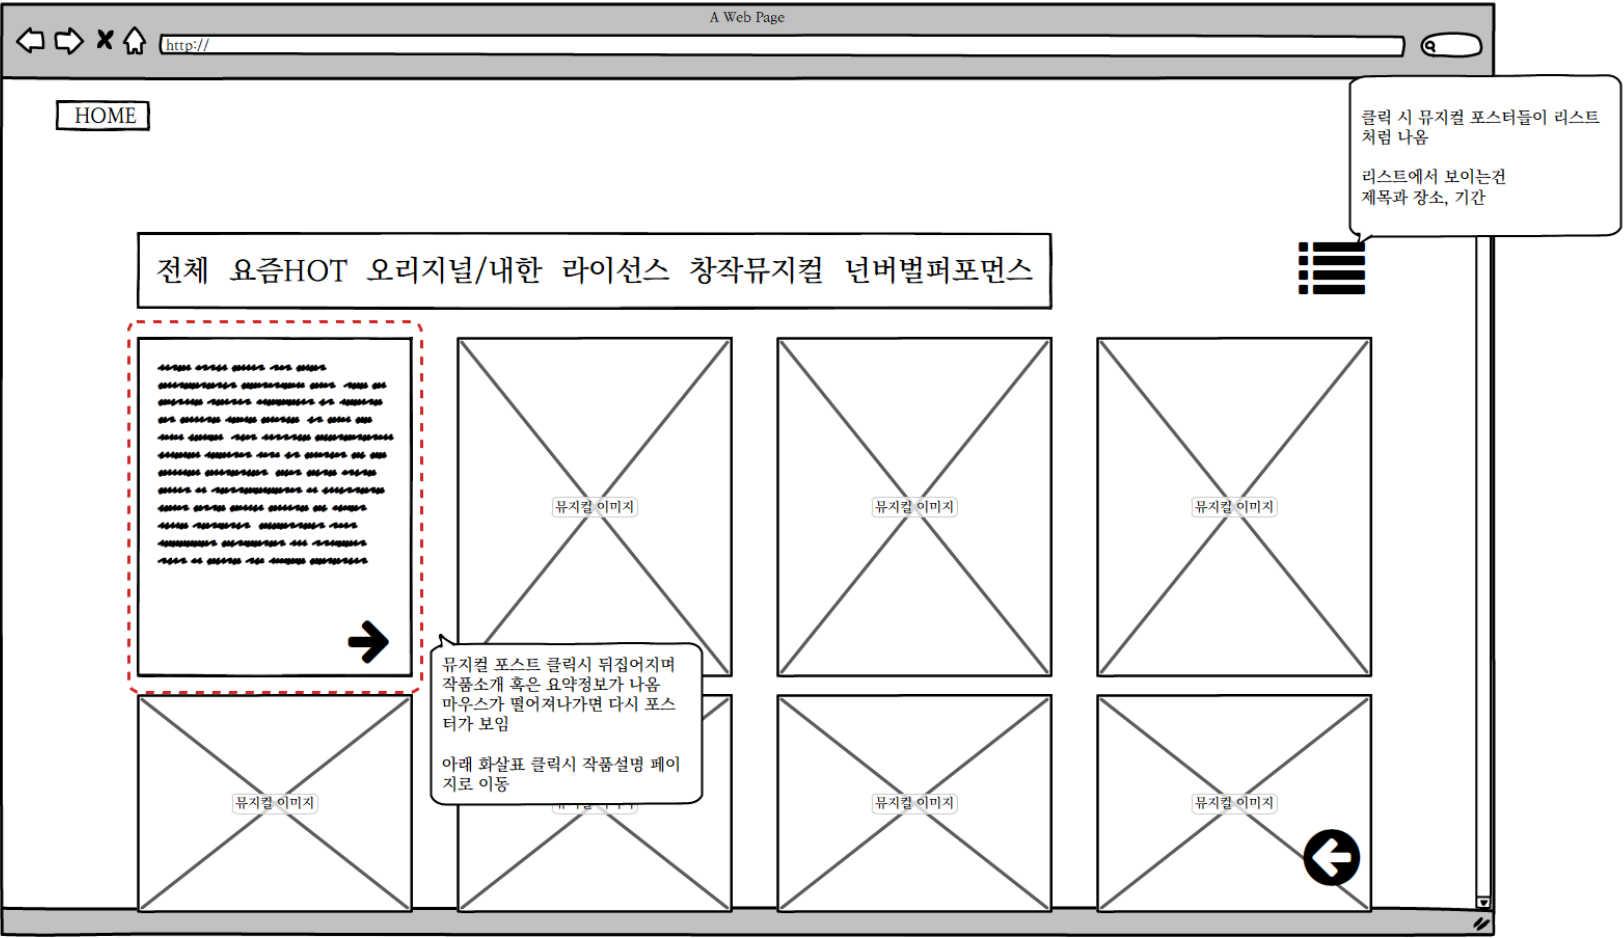 A Web Page
http://
HOME
클릭 시 뮤지컬 포스터들이 리스트
처럼 나옴
리스트에서 보이는건
제목과 장소, 기간
전체 요즘HOT 오리지널/내한 라이선스 창작뮤지컬 넌버벌퍼포먼스
뮤지컬 이미지
뮤지컬 이미지
뮤지컬 이미지
뮤지컬 포스트 클릭시 뒤집어지며
작품소개 혹은 요약정보가 나옴
마우스가 떨어져나가면 다시 포스
터가 보임
아래 화살표 클릭시 작품설명 페이
지로 이동
뮤지컬 이미지
뮤지컬 이미지
뮤지컬 이미지